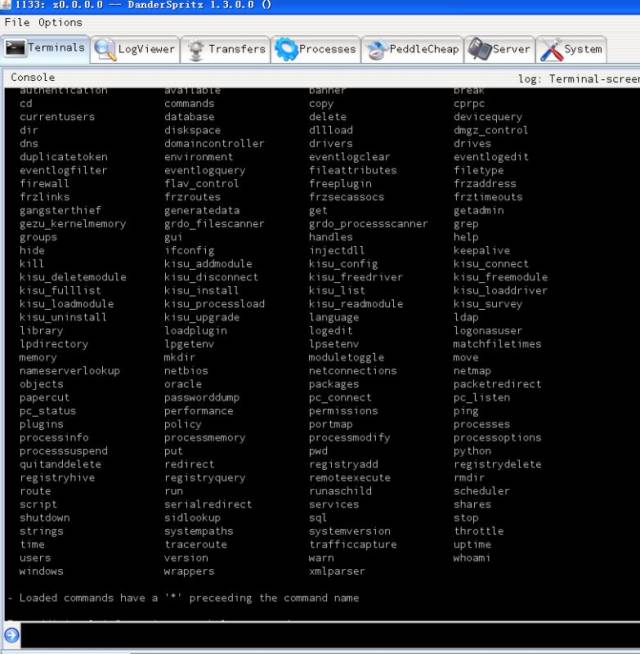 1133: z0.0.0.0 -- DanderSpritz 1.3.0.0 ()
File Options
Terminals LogViewer Transfers Processes PeddleCheap Server System
Console log: Terminal-screen
authentication available banner break
cd commands copy cprpc
currentusers database delete devicequery
dir diskspace dllload dmgz_control
dns domaincontroller drivers drives
duplicatetoken environment eventlogclear eventlogedit
eventlogfilter eventlogquery fileattributes filetype
firewall flav_control freeplugin frzaddress
frzlinks frzroutes frzsecassocs frztimeouts
gangsterthief generatedata get getadmin
gezu_kernelmemory grdo_filescanner grdo_processscanner grep
groups gui handles help
hide ifconfig injectdll keepalive
kill kisu_addmodule kisu_config kisu_connect
kisu_deletemodule kisu_disconnect kisu_freedriver kisu_freemodule
kisu_fulllist kisu_install kisu_list kisu_loaddriver
kisu_loadmodule kisu_processload kisu_readmodule kisu_survey
kisu_uninstall kisu_upgrade language ldap
library loadplugin logedit logonasuser
lpdirectory lpgetenv lpsetenv matchfiletimes
memory mkdir moduletoggle move
nameserverlookup netbios netconnections netmap
objects oracle packages packetredirect
papercut passworddump pc_connect pc_listen
pc_status performance permissions ping
plugins policy portmap processes
processinfo processmemory processmodify processoptions
processsuspend put pwd python
quitanddelete redirect registryadd registrydelete
registryhive registryquery remoteexecute rmdir
route run runaschild scheduler
script serialredirect services shares
shutdown sidlookup sql stop
strings systempaths systemversion throttle
time traceroute trafficcapture uptime
users version warn whoami
windows wrappers xmlparser
- Loaded commands have a '*' preceeding the command name